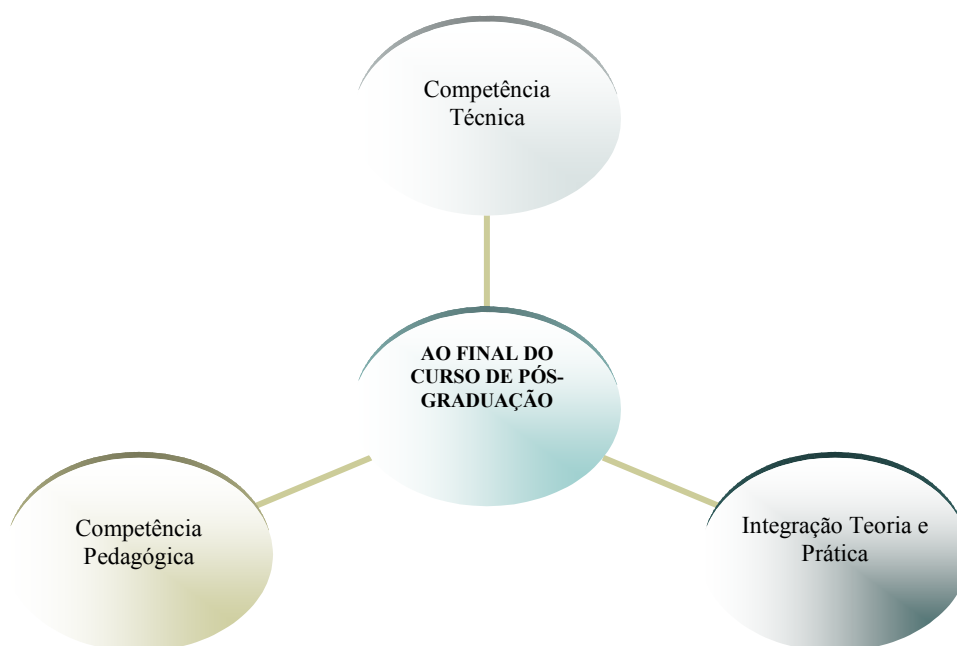 Competência
Técnica
AO FINAL DO
CURSO DE PÓS-
GRADUAÇÃO
Competência
Pedagógica
Integração Teoria e
Prática